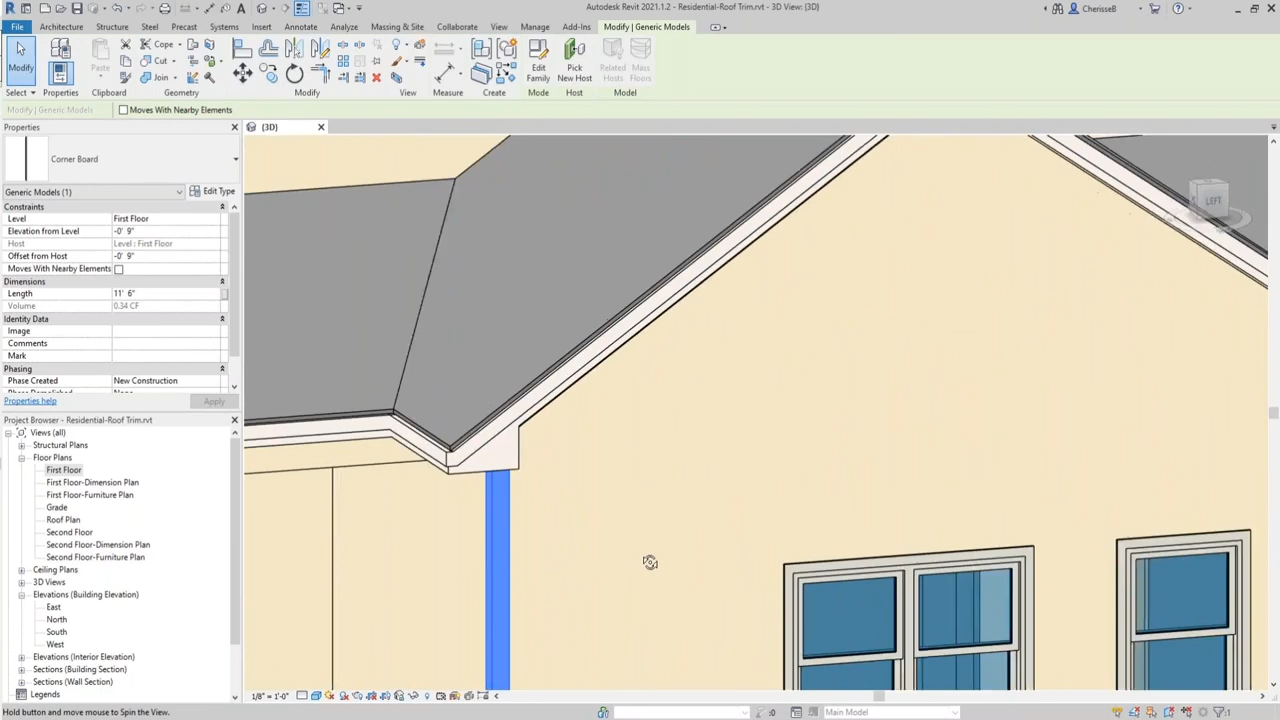 Autodesk Revit 2021.1.2 - Residential-Roof Trim.rvt - 3D View: {3D}
CherisseB
File Architecture Structure Steel Precast Systems Insert Annotate Analyze Massing & Site Collaborate View Manage Add-Ins Modify | Generic Models
Modify Paste Cope Cut Join Edit Family Pick New Host Related Hosts Mass Floors
Select Properties Clipboard Geometry Modify View Measure Create Mode Host Model
Modify | Generic Models Moves With Nearby Elements
Properties
{3D}
Corner Board
Generic Models (1) Edit Type
Constraints
Level First Floor
Elevation from Level -0' 9"
Host Level : First Floor
Offset from Host -0' 9"
Moves With Nearby Elements
Dimensions
Length 11' 6"
Volume 0.34 CF
Identity Data
Image
Comments
Mark
Phasing
Phase Created New Construction
Properties help Apply
LEFT
Project Browser - Residential-Roof Trim.rvt
Views (all)
Structural Plans
Floor Plans
First Floor
First Floor-Dimension Plan
First Floor-Furniture Plan
Grade
Roof Plan
Second Floor
Second Floor-Dimension Plan
Second Floor-Furniture Plan
Ceiling Plans
3D Views
Elevations (Building Elevation)
East
North
South
West
Elevations (Interior Elevation)
Sections (Building Section)
Sections (Wall Section)
Legends
1/8" = 1'-0"
Hold button and move mouse to Spin the View.
:0 Main Model :1